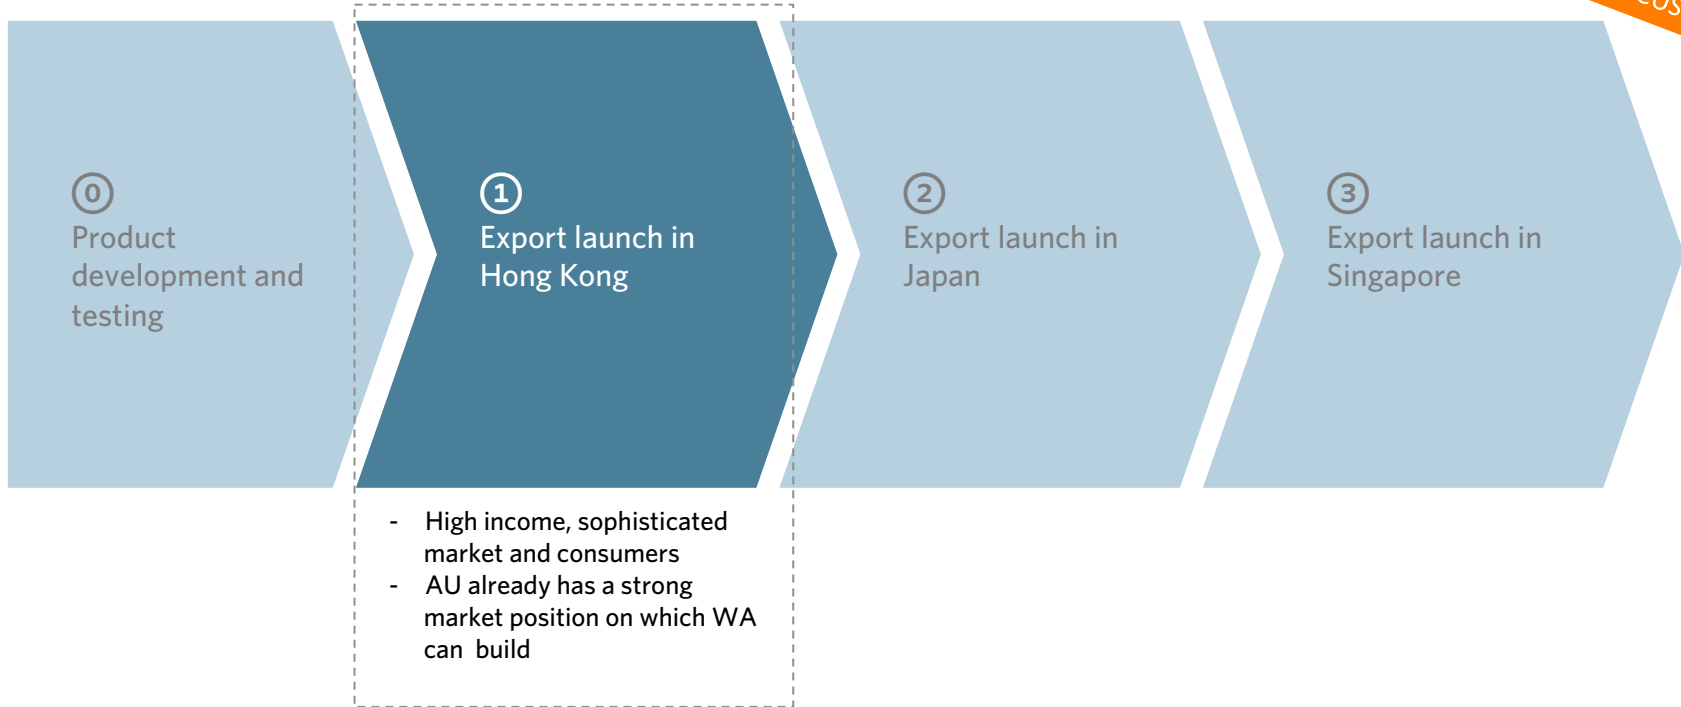 0
Product
development and
testing
1
Export launch in
Hong Kong
2
Export launch in
Japan
3
Export launch in
Singapore
- High income, sophisticated
market and consumers
- AU already has a strong
market position on which WA
can build